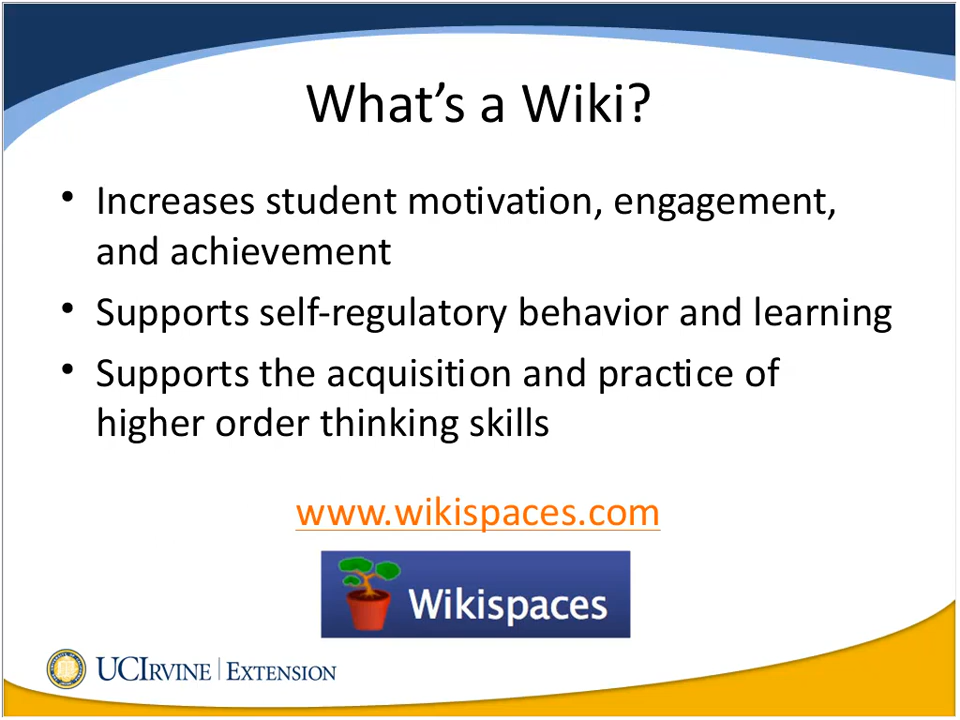 What’s a Wiki?
• Increases student motivation, engagement,
and achievement
• Supports self-regulatory behavior and learning
• Supports the acquisition and practice of
higher order thinking skills
www.wikispaces.com
Wikispaces
UCIRVINE | EXTENSION